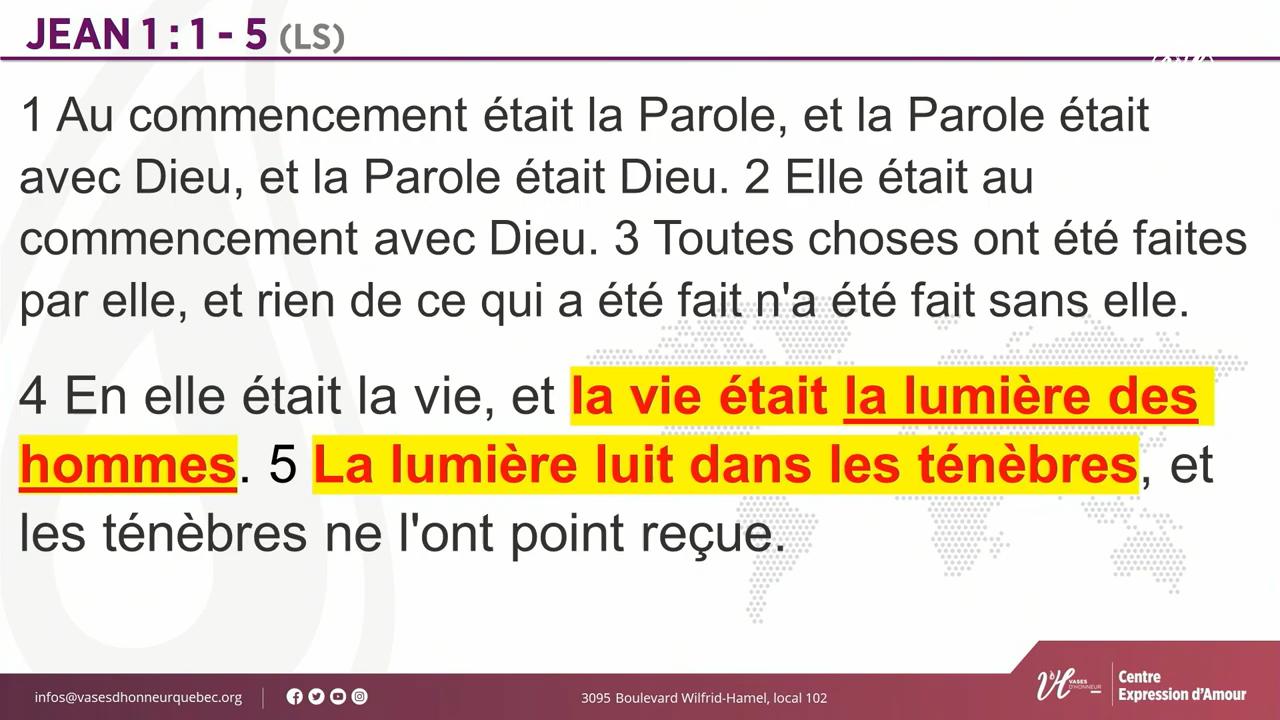 JEAN 1 : 1 - 5 (LS)
1 Au commencement était la Parole, et la Parole était
avec Dieu, et la Parole était Dieu. 2 Elle était au
commencement avec Dieu. 3 Toutes choses ont été faites
par elle, et rien de ce qui a été fait n'a été fait sans elle.
4 En elle était la vie, et la vie était la lumière des
hommes. 5 La lumière luit dans les ténèbres, et
les ténèbres ne l'ont point reçue.
infos@vasesdhonneurquebec.org
3095 Boulevard Wilfrid-Hamel, local 102
VH VASES D'HONNEUR
Centre
Expression d'Amour